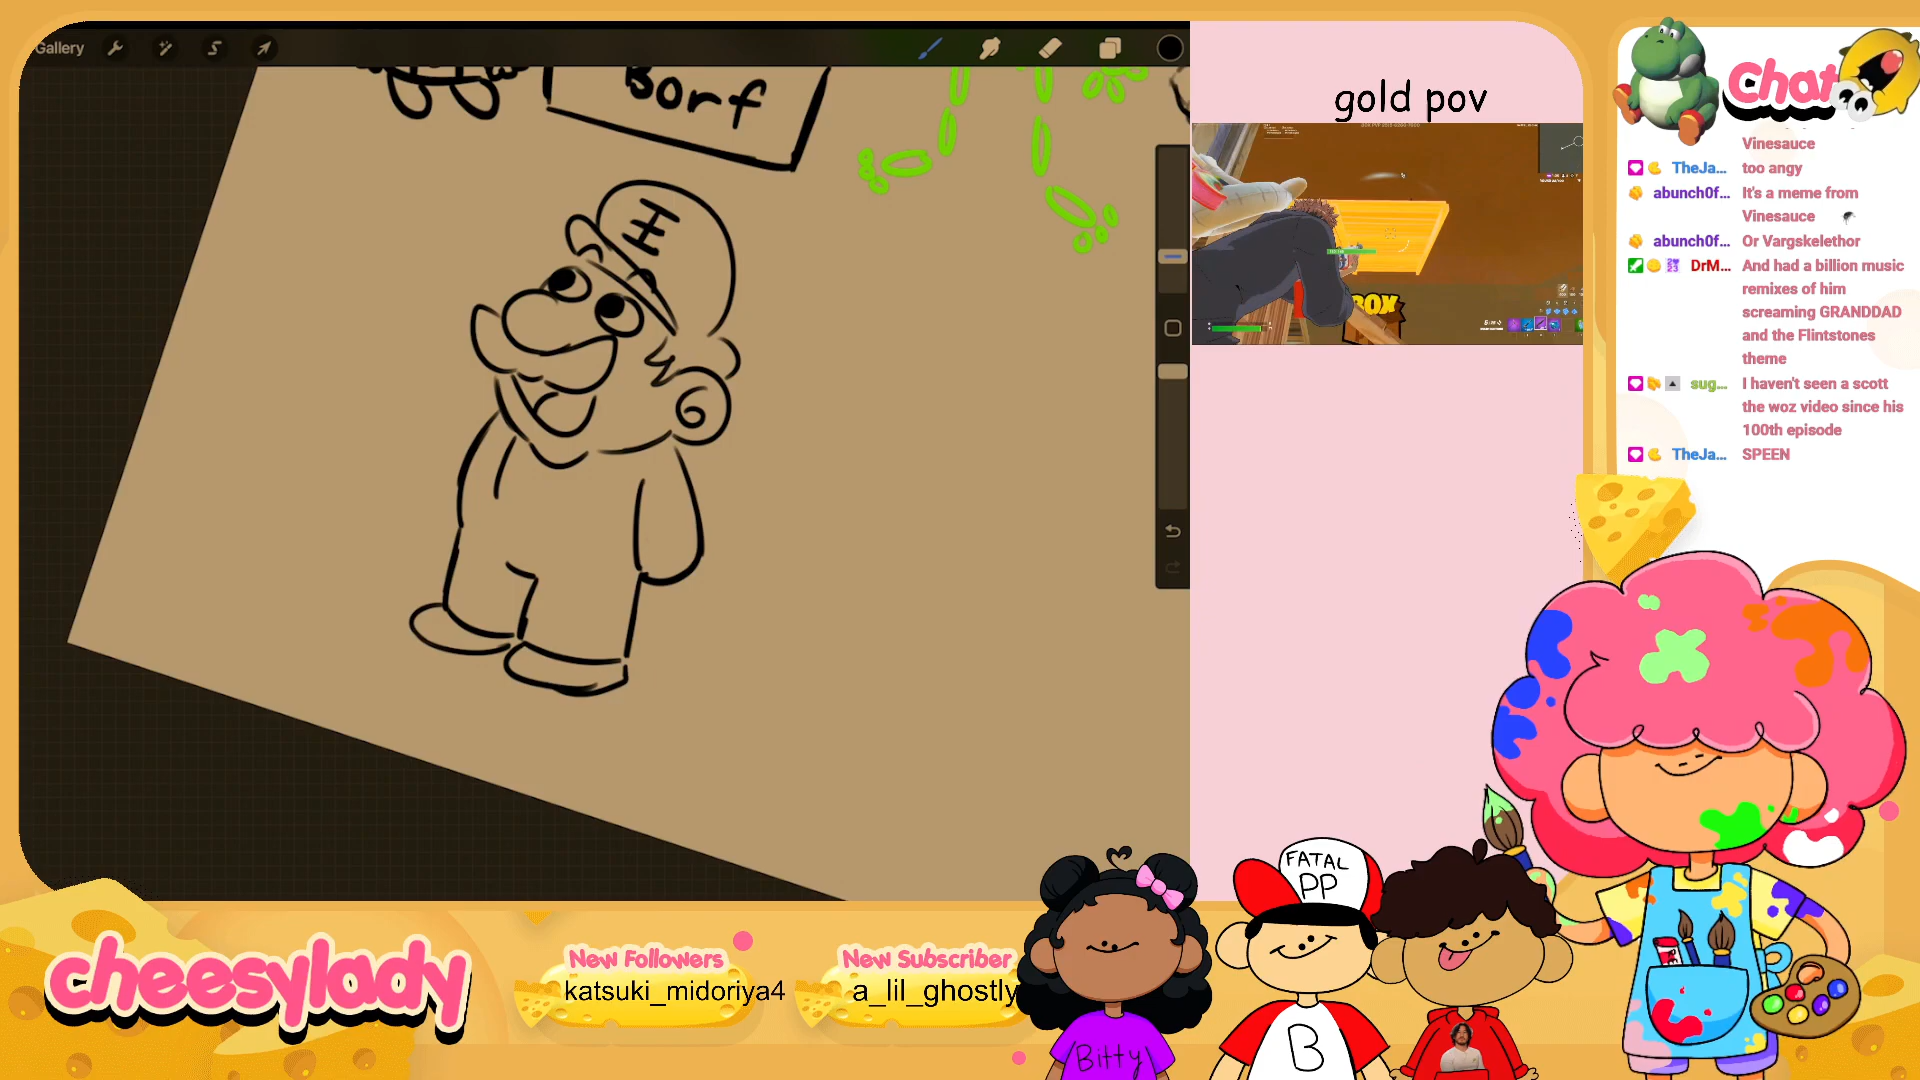 Gallery
Borf
gold pov
BOX
Chat
Vinesauce
TheJa... too angy
abunch0f... It's a meme from
Vinesauce
abunch0f... Or Vargskelethor
DrM... And had a billion music
remixes of him
screaming GRANDDAD
and the Flintstones
theme
sug... I haven't seen a scott
the woz video since his
100th episode
TheJa... SPEEN
FATAL
PP
B
Bitty
cheesylady
New Followers
katsuki_midoriya4
New Subscriber
a_lil_ghostly